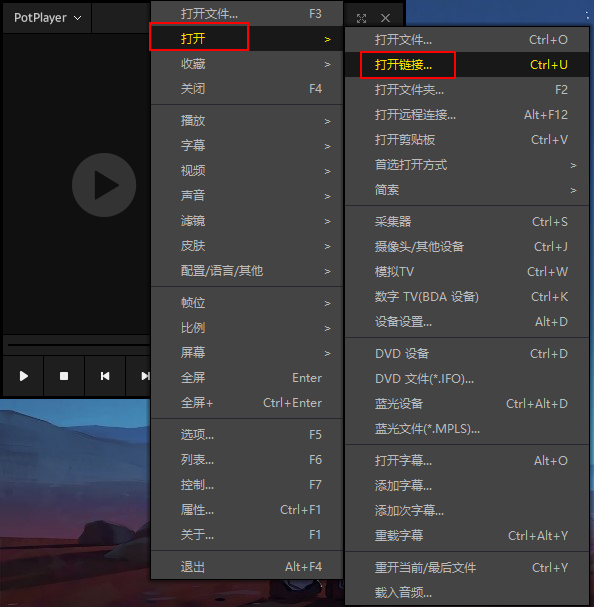 PotPlayer
打开文件... F3
打开 >
收藏 >
关闭 F4
播放 >
字幕 >
视频 >
声音 >
滤镜 >
皮肤 >
配置/语言/其他 >
帧位 >
比例 >
屏幕 >
全屏 Enter
全屏+ Ctrl+Enter
选项... F5
列表... F6
控制... F7
属性... Ctrl+F1
关于... F1
退出 Alt+F4
打开文件... Ctrl+O
打开链接... Ctrl+U
打开文件夹... F2
打开远程连接... Alt+F12
打开剪贴板 Ctrl+V
首选打开方式 >
简索 >
采集器 Ctrl+S
摄像头/其他设备 Ctrl+J
模拟TV Ctrl+W
数字 TV(BDA 设备) Ctrl+K
设备设置... Alt+D
DVD 设备 Ctrl+D
DVD 文件(*.IFO)...
蓝光设备 Ctrl+Alt+D
蓝光文件(*.MPLS)...
打开字幕... Alt+O
添加字幕...
添加次字幕...
重载字幕 Ctrl+Alt+Y
重开当前/最后文件 Ctrl+Y
载入音频...